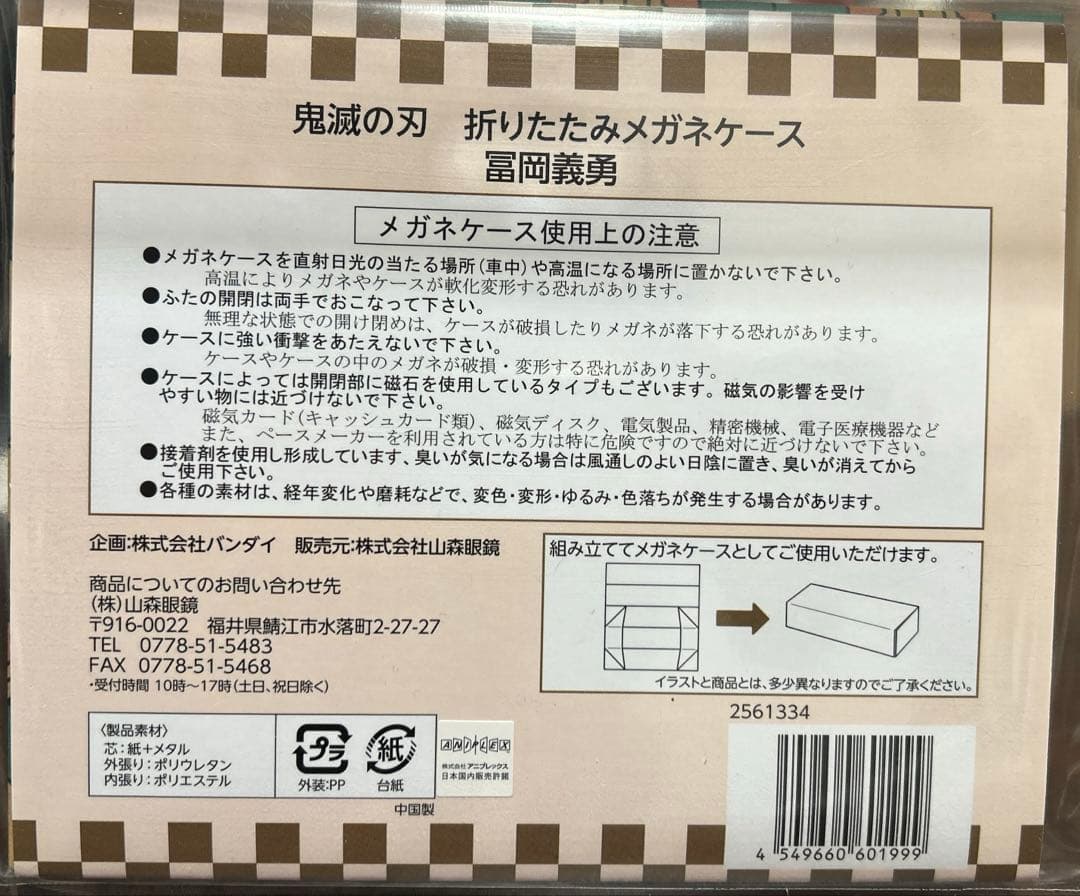 鬼滅の刃　折りたたみメガネケース
冨岡義勇
メガネケース使用上の注意
●メガネケースを直射日光の当たる場所(車中)や高温になる場所に置かないで下さい。
高温によりメガネやケースが軟化変形する恐れがあります。
●ふたの開閉は両手でおこなって下さい。
無理な状態での開け閉めは、ケースが破損したりメガネが落下する恐れがあります。
●ケースに強い衝撃をあたえないで下さい。
ケースやケースの中のメガネが破損・変形する恐れがあります。
●ケースによっては開閉部に磁石を使用しているタイプもございます。磁気の影響を受け
やすい物には近づけないで下さい。
磁気カード(キャッシュカード類)、磁気ディスク、電気製品、精密機械、電子医療機器など
また、ペースメーカーを利用されている方は特に危険ですので絶対に近づけないで下さい。
●接着剤を使用し形成しています、臭いが気になる場合は風通しのよい日陰に置き、臭いが消えてから
ご使用下さい。
●各種の素材は、経年変化や磨耗などで、変色・変形・ゆるみ・色落ちが発生する場合があります。
企画:株式会社バンダイ　販売元:株式会社山森眼鏡
商品についてのお問い合わせ先
(株)山森眼鏡
〒916-0022　福井県鯖江市水落町2-27-27
TEL 0778-51-5483
FAX 0778-51-5468
・受付時間 10時〜17時(土日、祝日除く)
組み立ててメガネケースとしてご使用いただけます。
イラストと商品とは、多少異なりますのでご了承ください。
〈製品素材〉
芯:紙+メタル
外張り:ポリウレタン
内張り:ポリエステル
プラ
外装:PP
紙
台紙
ANIPLEX
株式会社 アニプレックス
日本国内販売許諾
中国製
2561334
4 549660 601999